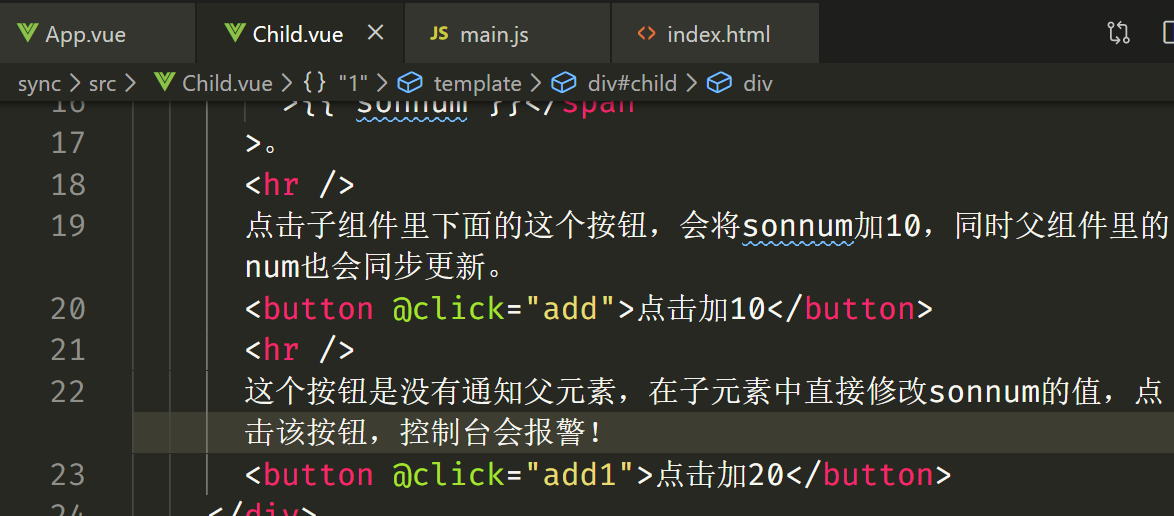 App.vue Child.vue × JS main.js <> index.html
sync > src > Child.vue > {} "1" > template > div#child > div
16 >{{ sonnum }}</span
17 >。
18 <hr />
19 点击子组件里下面的这个按钮，会将sonnum加10，同时父组件里的
num也会同步更新。
20 <button @click="add">点击加10</button>
21 <hr />
22 这个按钮是没有通知父元素，在子元素中直接修改sonnum的值，点
击该按钮，控制台会报警！
23 <button @click="add1">点击加20</button>
24 </div>